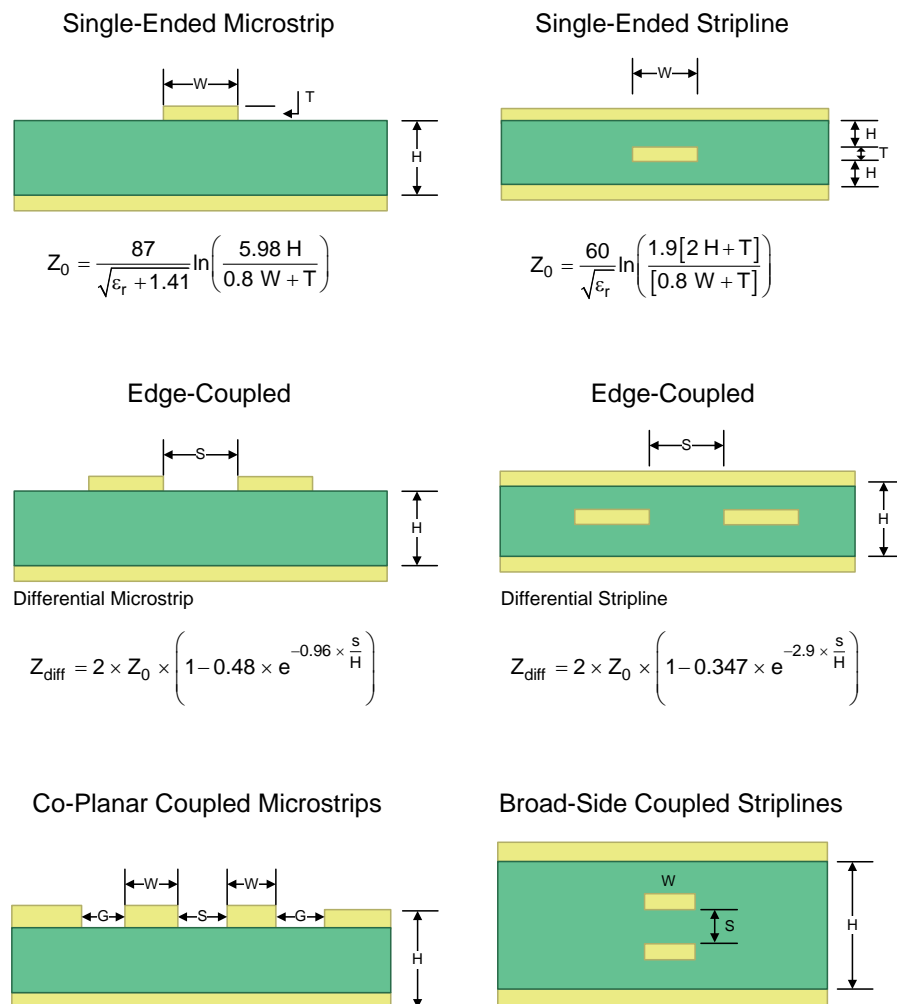 Single-Ended Microstrip
W
T
H
Z0 = 87 / √(εr + 1.41) ln(5.98 H / 0.8 W + T)
Single-Ended Stripline
W
H
T
H
Z0 = 60 / √εr ln(1.9[2 H + T] / [0.8 W + T])
Edge-Coupled
S
H
Differential Microstrip
Zdiff = 2 × Z0 × (1 − 0.48 × e^(−0.96 × s/H))
Edge-Coupled
S
H
Differential Stripline
Zdiff = 2 × Z0 × (1 − 0.347 × e^(−2.9 × s/H))
Co-Planar Coupled Microstrips
W W
G S G
H
Broad-Side Coupled Striplines
W
S
H